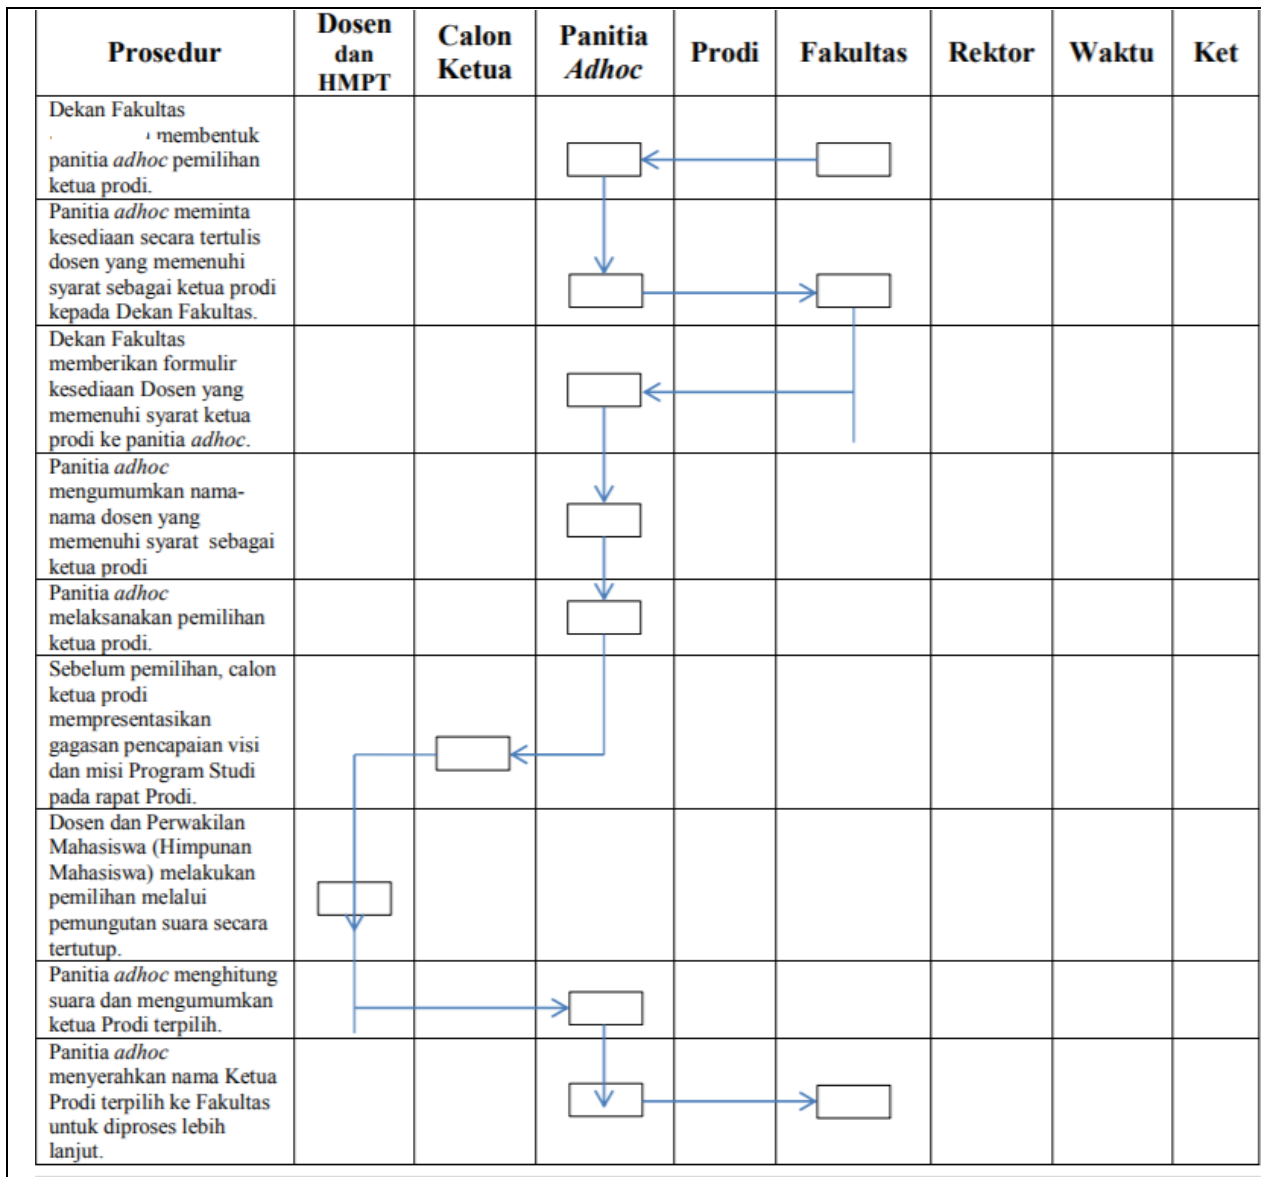 Prosedur
Dosen
dan
HMPT
Calon
Ketua
Panitia
Adhoc
Prodi
Fakultas
Rektor
Waktu
Ket
Dekan Fakultas
membentuk
panitia adhoc pemilihan
ketua prodi.
Panitia adhoc meminta
kesediaan secara tertulis
dosen yang memenuhi
syarat sebagai ketua prodi
kepada Dekan Fakultas.
Dekan Fakultas
memberikan formulir
kesediaan Dosen yang
memenuhi syarat ketua
prodi ke panitia adhoc.
Panitia adhoc
mengumumkan nama-
nama dosen yang
memenuhi syarat sebagai
ketua prodi
Panitia adhoc
melaksanakan pemilihan
ketua prodi.
Sebelum pemilihan, calon
ketua prodi
mempresentasikan
gagasan pencapaian visi
dan misi Program Studi
pada rapat Prodi.
Dosen dan Perwakilan
Mahasiswa (Himpunan
Mahasiswa) melakukan
pemilihan melalui
pemungutan suara secara
tertutup.
Panitia adhoc menghitung
suara dan mengumumkan
ketua Prodi terpilih.
Panitia adhoc
menyerahkan nama Ketua
Prodi terpilih ke Fakultas
untuk diproses lebih
lanjut.